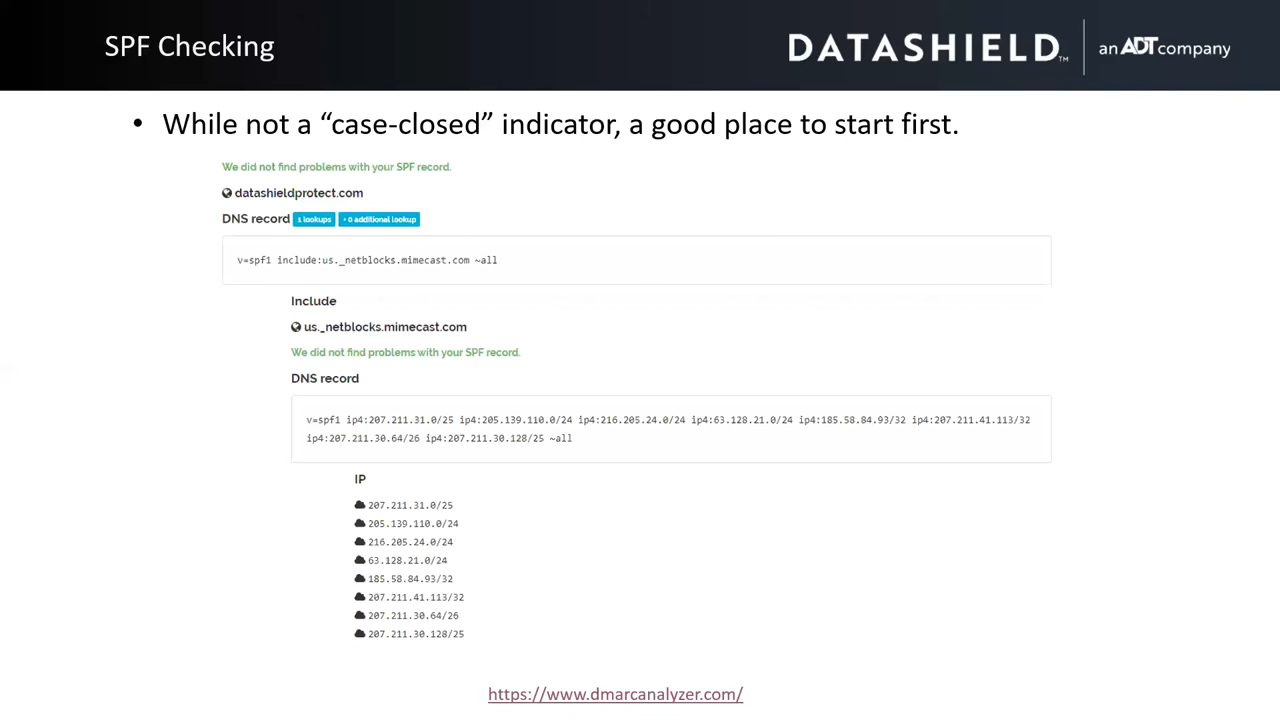 SPF Checking
DATASHIELD™ an ADT company
• While not a “case-closed” indicator, a good place to start first.
We did not find problems with your SPF record.
datashieldprotect.com
DNS record 1 lookups + 0 additional lookup
v=spf1 include:us._netblocks.mimecast.com ~all
Include
us._netblocks.mimecast.com
We did not find problems with your SPF record.
DNS record
v=spf1 ip4:207.211.31.0/25 ip4:205.139.110.0/24 ip4:216.205.24.0/24 ip4:63.128.21.0/24 ip4:185.58.84.93/32 ip4:207.211.41.113/32
ip4:207.211.30.64/26 ip4:207.211.30.128/25 ~all
IP
207.211.31.0/25
205.139.110.0/24
216.205.24.0/24
63.128.21.0/24
185.58.84.93/32
207.211.41.113/32
207.211.30.64/26
207.211.30.128/25
https://www.dmarcanalyzer.com/